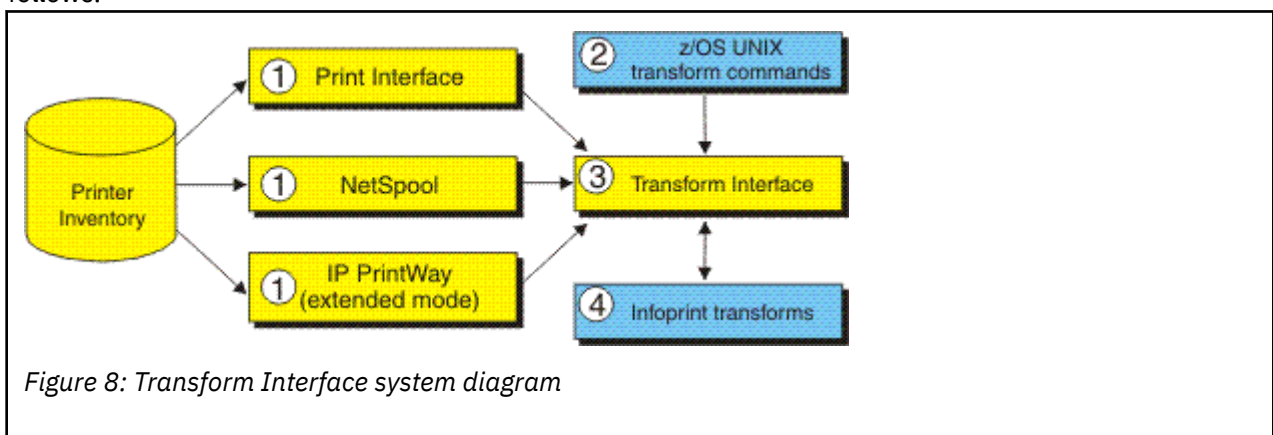 Printer
Inventory
1 Print Interface
1 NetSpool
1 IP PrintWay
(extended mode)
2 z/OS UNIX
transform commands
3 Transform Interface
4 Infoprint transforms
Figure 8: Transform Interface system diagram